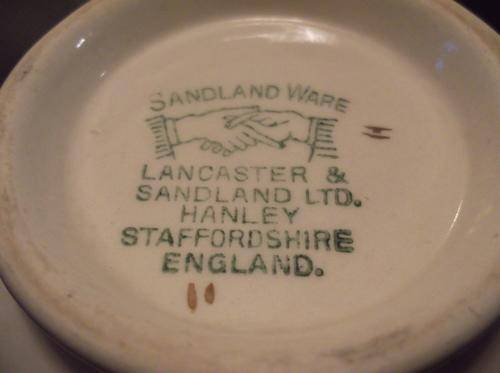 SANDLAND WARE
LANCASTER &
SANDLAND LTD.
HANLEY
STAFFORDSHIRE
ENGLAND.